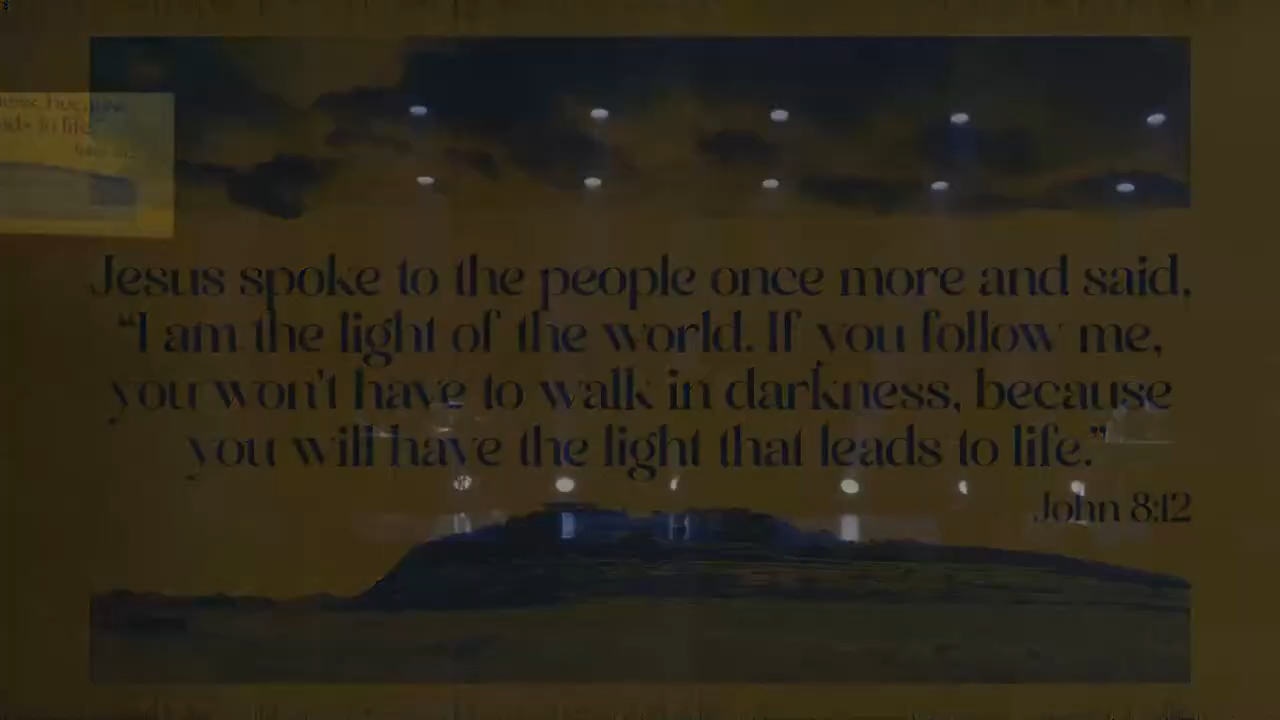 Jesus spoke to the people once more and said,
“I am the light of the world. If you follow me,
you won't have to walk in darkness, because
you will have the light that leads to life.”
John 8:12
to life.”